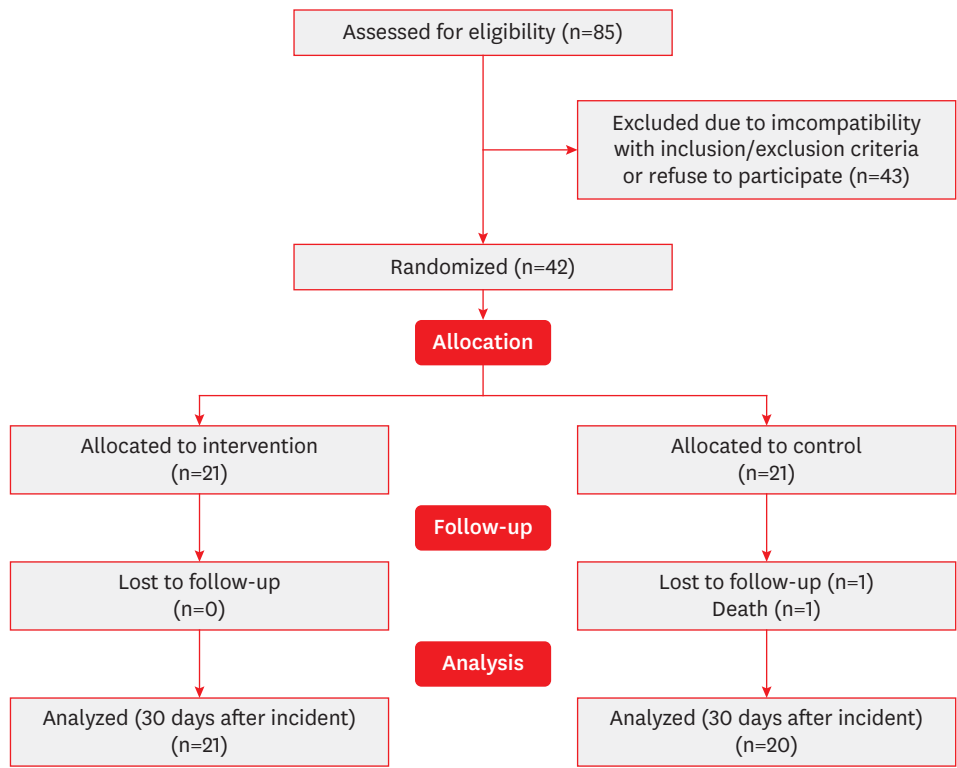 Assessed for eligibility (n=85)
Excluded due to imcompatibility
with inclusion/exclusion criteria
or refuse to participate (n=43)
Randomized (n=42)
Allocation
Allocated to intervention
(n=21)
Allocated to control
(n=21)
Follow-up
Lost to follow-up
(n=0)
Lost to follow-up (n=1)
Death (n=1)
Analysis
Analyzed (30 days after incident)
(n=21)
Analyzed (30 days after incident)
(n=20)